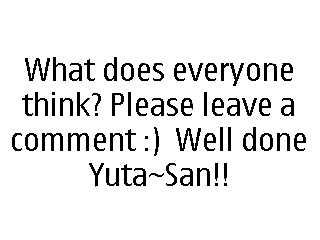 What does everyone
think? Please leave a
comment :)  Well done
Yuta~San!!